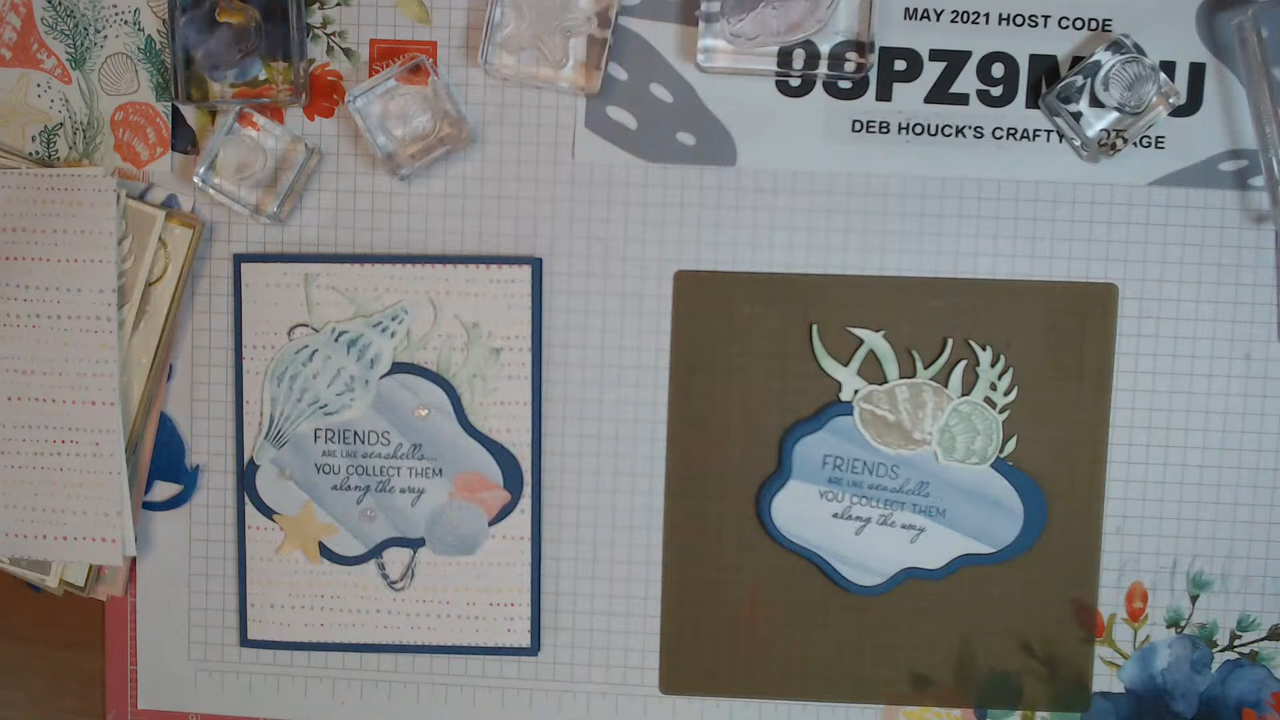 MAY 2021 HOST CODE
DEB HOUCK'S CRAFTY
FRIENDS
ARE LIKE seashells...
YOU COLLECT THEM
along the way
FRIENDS
ARE LIKE seashells...
YOU COLLECT THEM
along the way